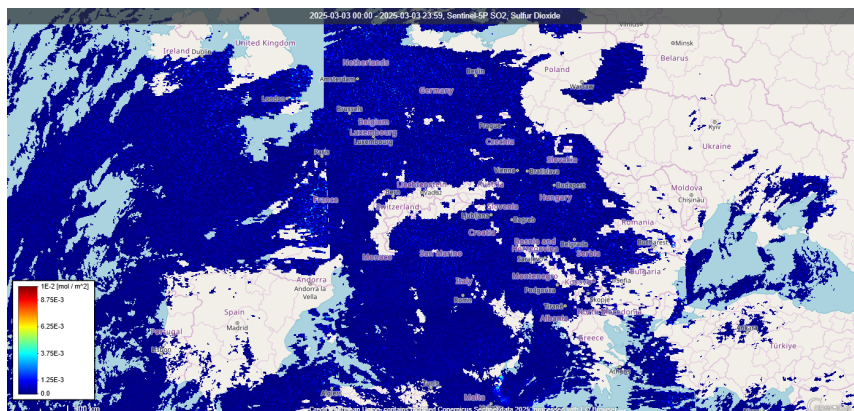 2025-03-03 00:00 - 2025-03-03 23:59, Sentinel-5P SO2, Sulfur Dioxide
Vilnius
Minsk
Belarus
Ireland Dublin
United Kingdom
Netherlands
Amsterdam
Berlin
Poland
Warsaw
London
Germany
Brussels
Belgium
Luxembourg
Luxembourg
Prague
Czechia
Kyiv
Ukraine
Paris
Slovakia
Vienna
Bratislava
Budapest
Liechtenstein
Vaduz
Bern
Austria
Moldova
Chișinău
France
Switzerland
Hungary
Slovenia
Ljubljana
Zagreb
Croatia
Romania
Bosnia and
Herzegovina
Belgrade
Bucharest
Serbia
Sarajevo
Monaco
San Marino
Montenegro
Bulgaria
Sofia
Andorra
Andorra la
Vella
Italy
Rome
Podgorica
Skopje
Tirana
Albania
Spain
Madrid
Portugal
Greece
Türkiye
Tunis
Malta
1E-2 [mol / m^2]
8.75E-3
6.25E-3
3.75E-3
1.25E-3
0.0